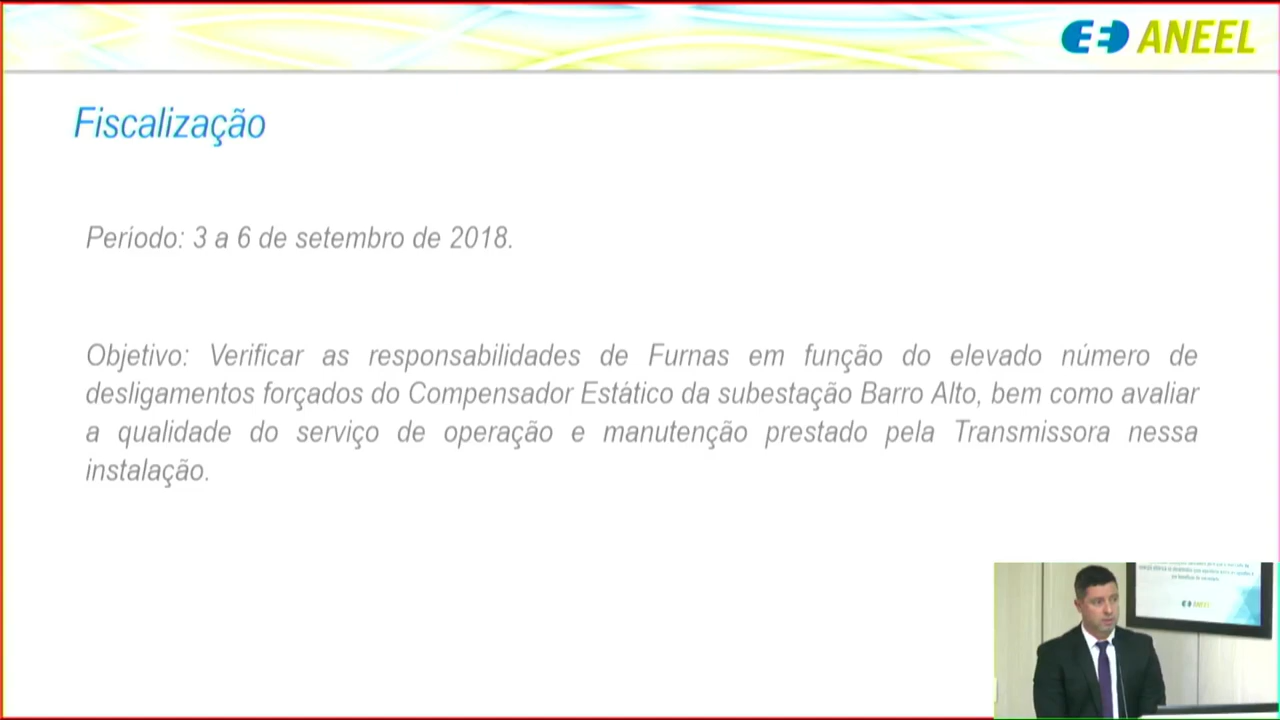 ANEEL
Fiscalização
Período: 3 a 6 de setembro de 2018.
Objetivo: Verificar as responsabilidades de Furnas em função do elevado número de
desligamentos forçados do Compensador Estático da subestação Barro Alto, bem como avaliar
a qualidade do serviço de operação e manutenção prestado pela Transmissora nessa
instalação.
ANEEL